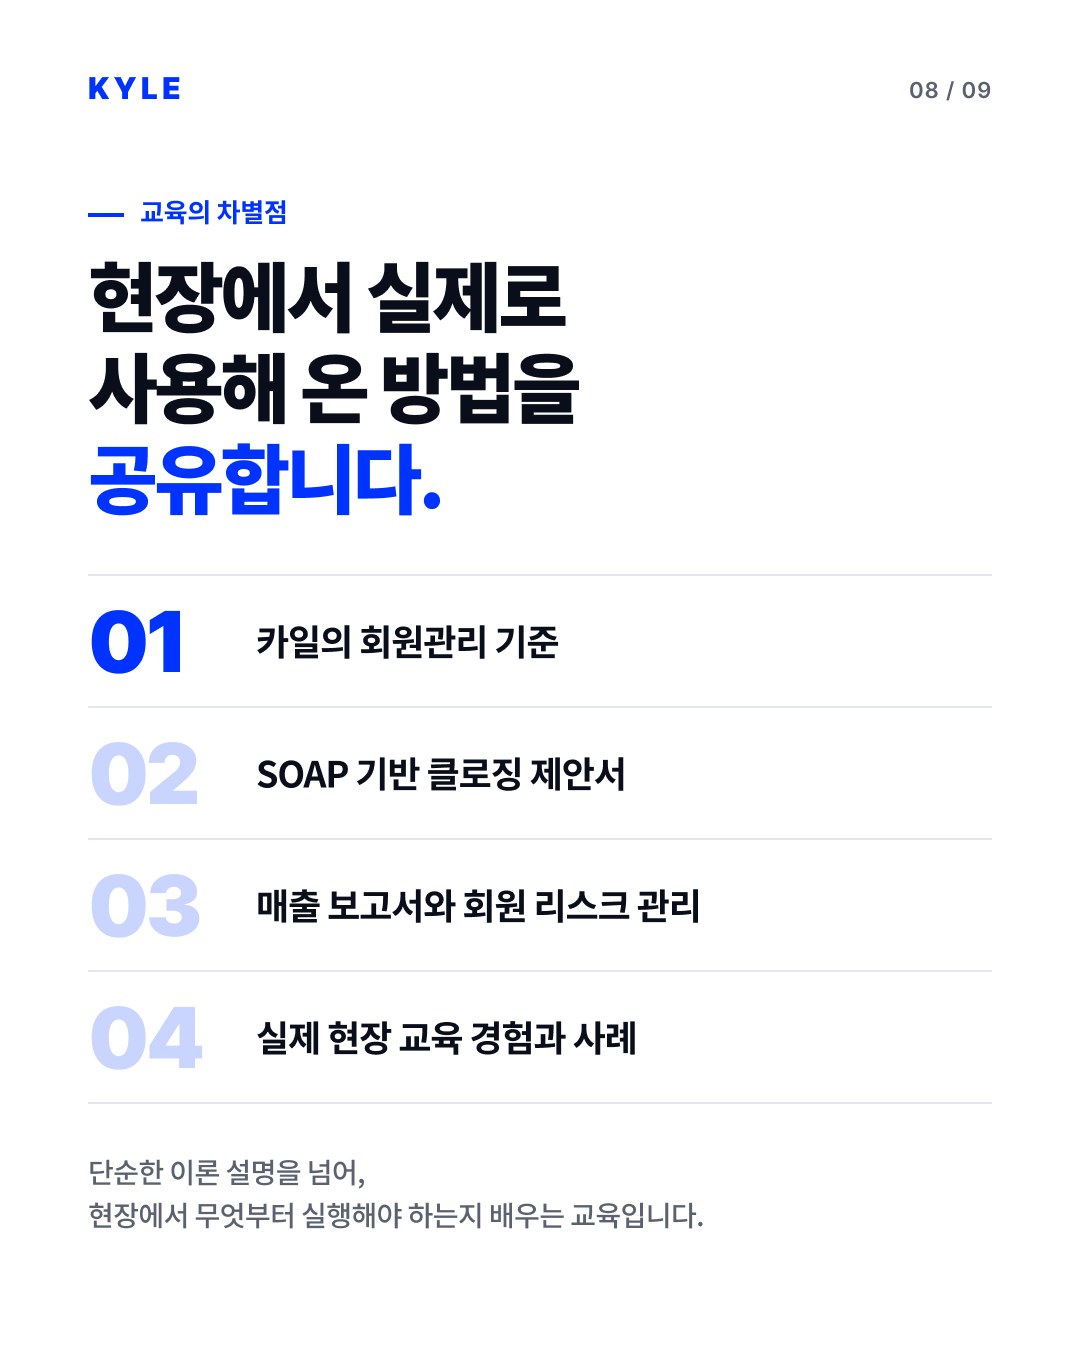 KYLE
08 / 09
교육의 차별점
현장에서 실제로
사용해 온 방법을
공유합니다.
01 카일의 회원관리 기준
02 SOAP 기반 클로징 제안서
03 매출 보고서와 회원 리스크 관리
04 실제 현장 교육 경험과 사례
단순한 이론 설명을 넘어,
현장에서 무엇부터 실행해야 하는지 배우는 교육입니다.